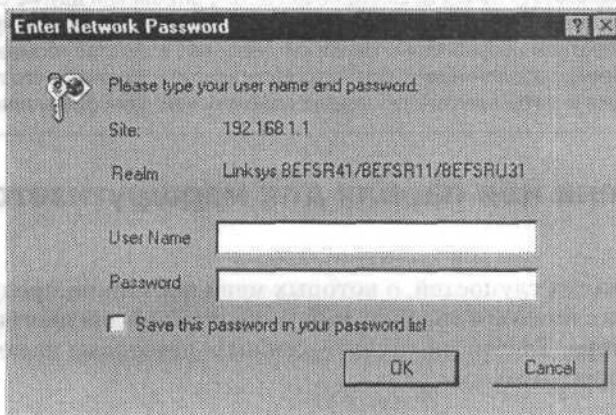 Enter Network Password
Please type your user name and password.
Site: 192.168.1.1
Realm Linksys BEFSR41/BEFSR11/BEFSRU31
User Name
Password
Save this password in your password list
OK Cancel